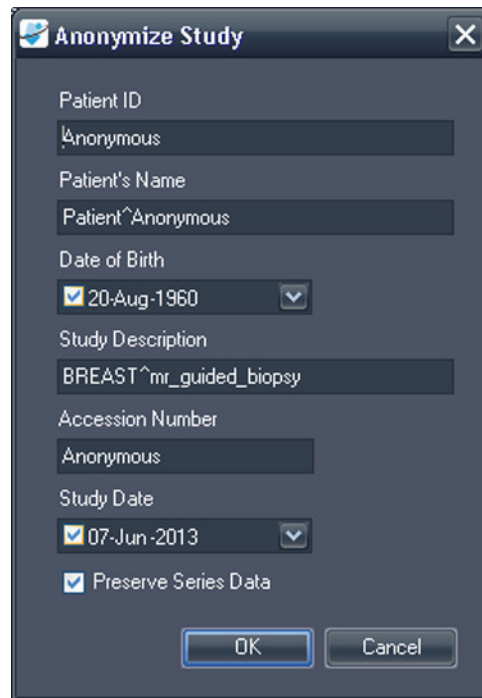 Anonymize Study
Patient ID
Anonymous
Patient's Name
Patient^Anonymous
Date of Birth
20-Aug-1960
Study Description
BREAST^mr_guided_biopsy
Accession Number
Anonymous
Study Date
07-Jun-2013
Preserve Series Data
OK Cancel